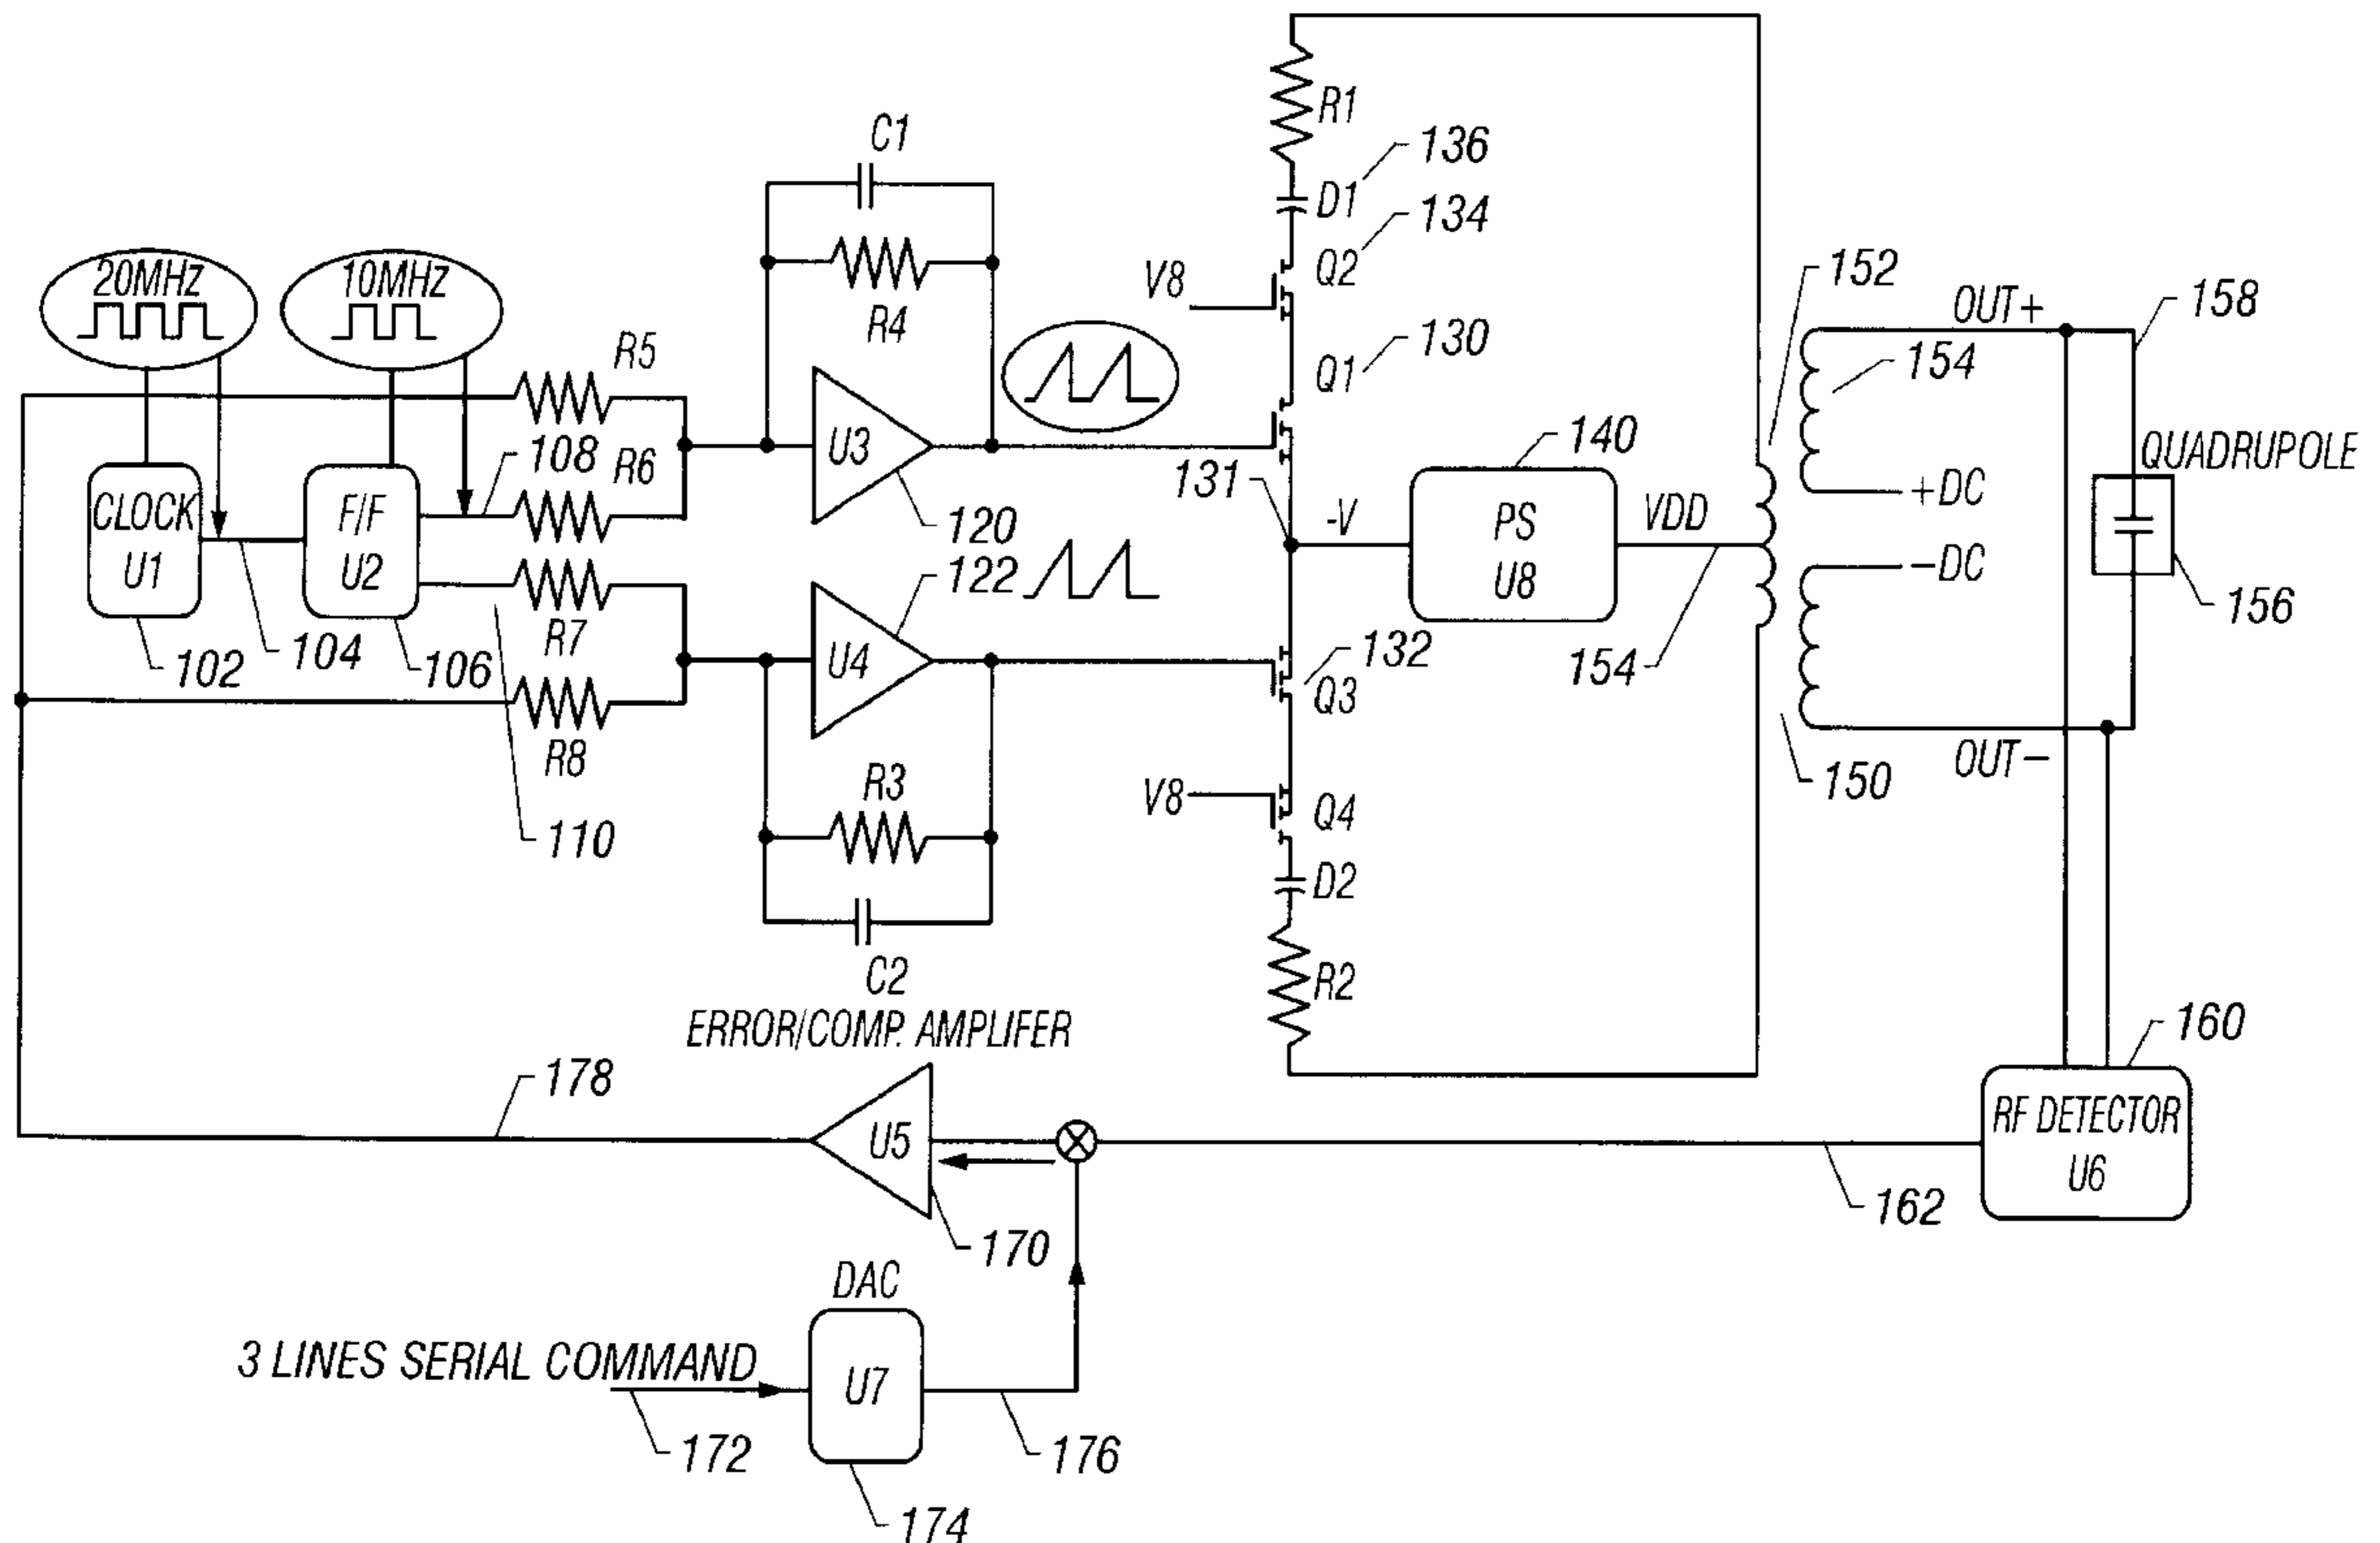 R1
136
C1
D1
134
20MHz
10MHz
V8
Q2
152
OUT+
158
R4
R5
Q1
130
154
108
R6
U3
140
QUADRUPOLE
131
CLOCK
U1
F/F
U2
120
-V
PS
U8
VDD
+DC
122
-DC
156
102
104
106
R7
U4
132
154
Q3
R8
OUT-
150
R3
V8
Q4
110
D2
C2
R2
ERROR/COMP. AMPLIFER
160
178
U5
RF DETECTOR
U6
162
170
DAC
3 LINES SERIAL COMMAND
U7
172
176
174